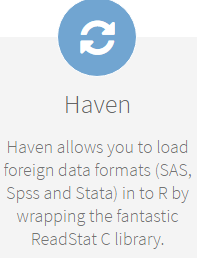 Haven
Haven allows you to load
foreign data formats (SAS,
Spss and Stata) in to R by
wrapping the fantastic
ReadStat C library.